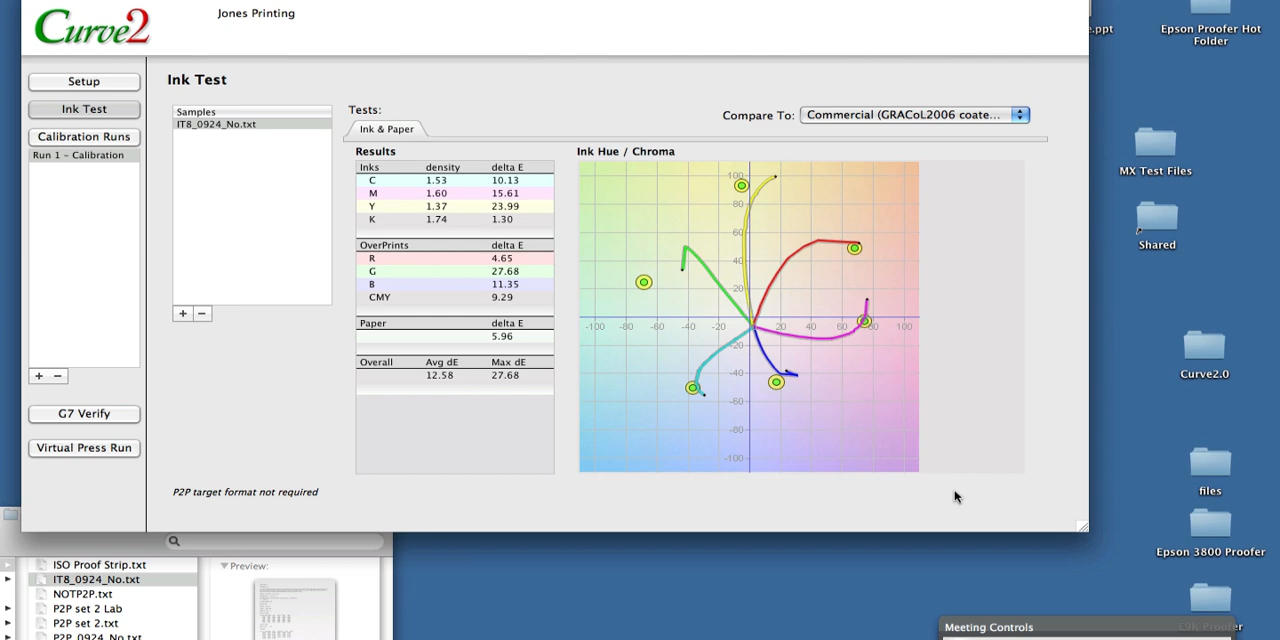 Curve2
Jones Printing
Setup
Ink Test
Calibration Runs
Run 1 – Calibration
+ −
G7 Verify
Virtual Press Run
Ink Test
Samples
IT8_0924_No.txt
+ −
P2P target format not required
Tests:
Compare To: Commercial (GRACoL2006 coate...
Ink & Paper
Results
Inks density delta E
C 1.53 10.13
M 1.60 15.61
Y 1.37 23.99
K 1.74 1.30
OverPrints delta E
R 4.65
G 27.68
B 11.35
CMY 9.29
Paper delta E
5.96
Overall Avg dE Max dE
12.58 27.68
Ink Hue / Chroma
100
80
60
40
20
-100 -80 -60 -40 -20 20 40 60 80 100
-20
-40
-60
-80
-100
ISO Proof Strip.txt
IT8_0924_No.txt
NOTP2P.txt
P2P set 2 Lab
P2P set 2.txt
P2P_0924_No.txt
Preview:
e.ppt
Epson Proofer Hot
Folder
MX Test Files
Shared
Curve2.0
files
Epson 3800 Proofer
E9K Proofer
Meeting Controls